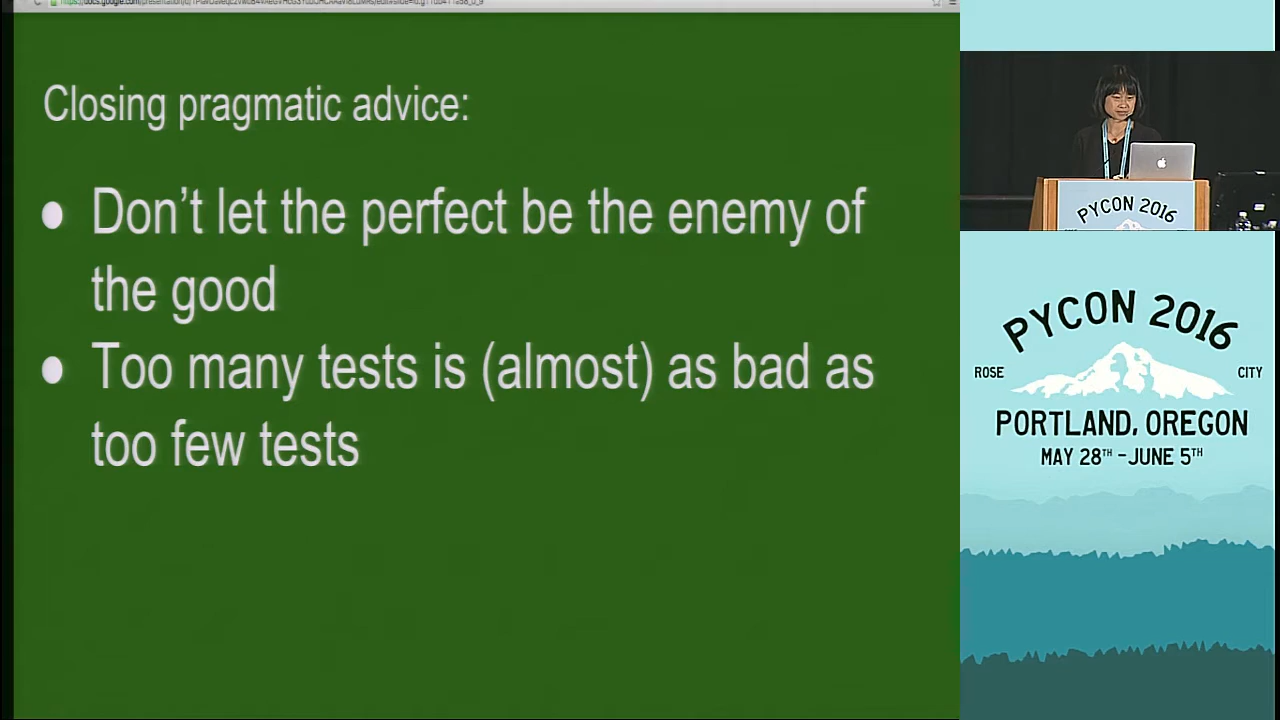 Closing pragmatic advice:
● Don't let the perfect be the enemy of
the good
● Too many tests is (almost) as bad as
too few tests
PYCON 2016
PYCON 2016
ROSE CITY
PORTLAND, OREGON
MAY 28TH - JUNE 5TH